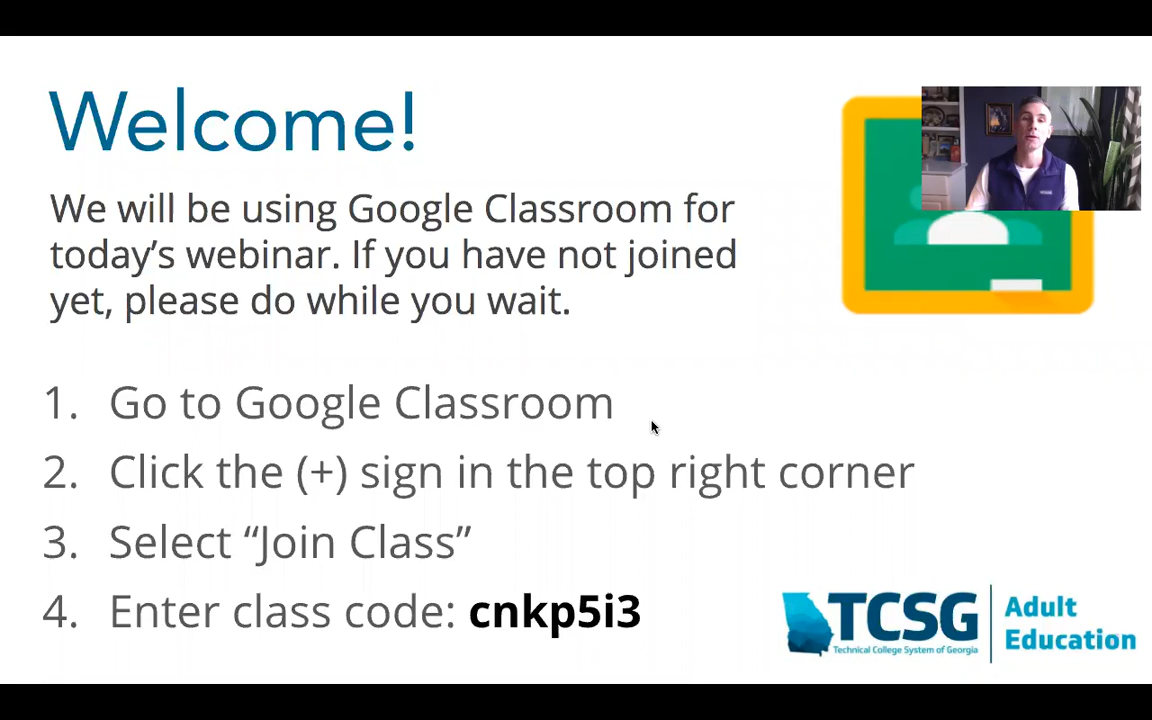 Welcome!
We will be using Google Classroom for
today’s webinar. If you have not joined
yet, please do while you wait.
1. Go to Google Classroom
2. Click the (+) sign in the top right corner
3. Select “Join Class”
4. Enter class code: cnkp5i3
TCSG
Technical College System of Georgia
Adult
Education